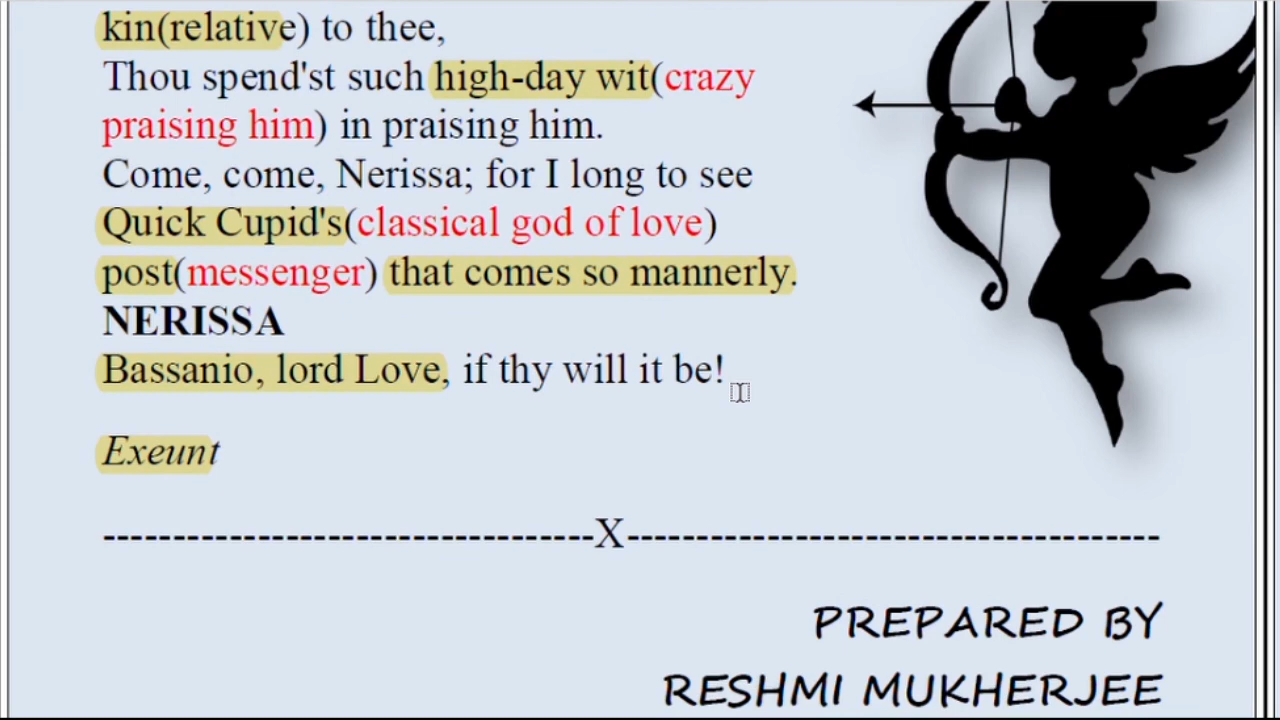 kin(relative) to thee,
Thou spend'st such high-day wit(crazy
praising him) in praising him.
Come, come, Nerissa; for I long to see
Quick Cupid's(classical god of love)
post(messenger) that comes so mannerly.
NERISSA
Bassanio, lord Love, if thy will it be!
Exeunt
-----------------------------------X--------------------------------------
PREPARED BY
RESHMI MUKHERJEE